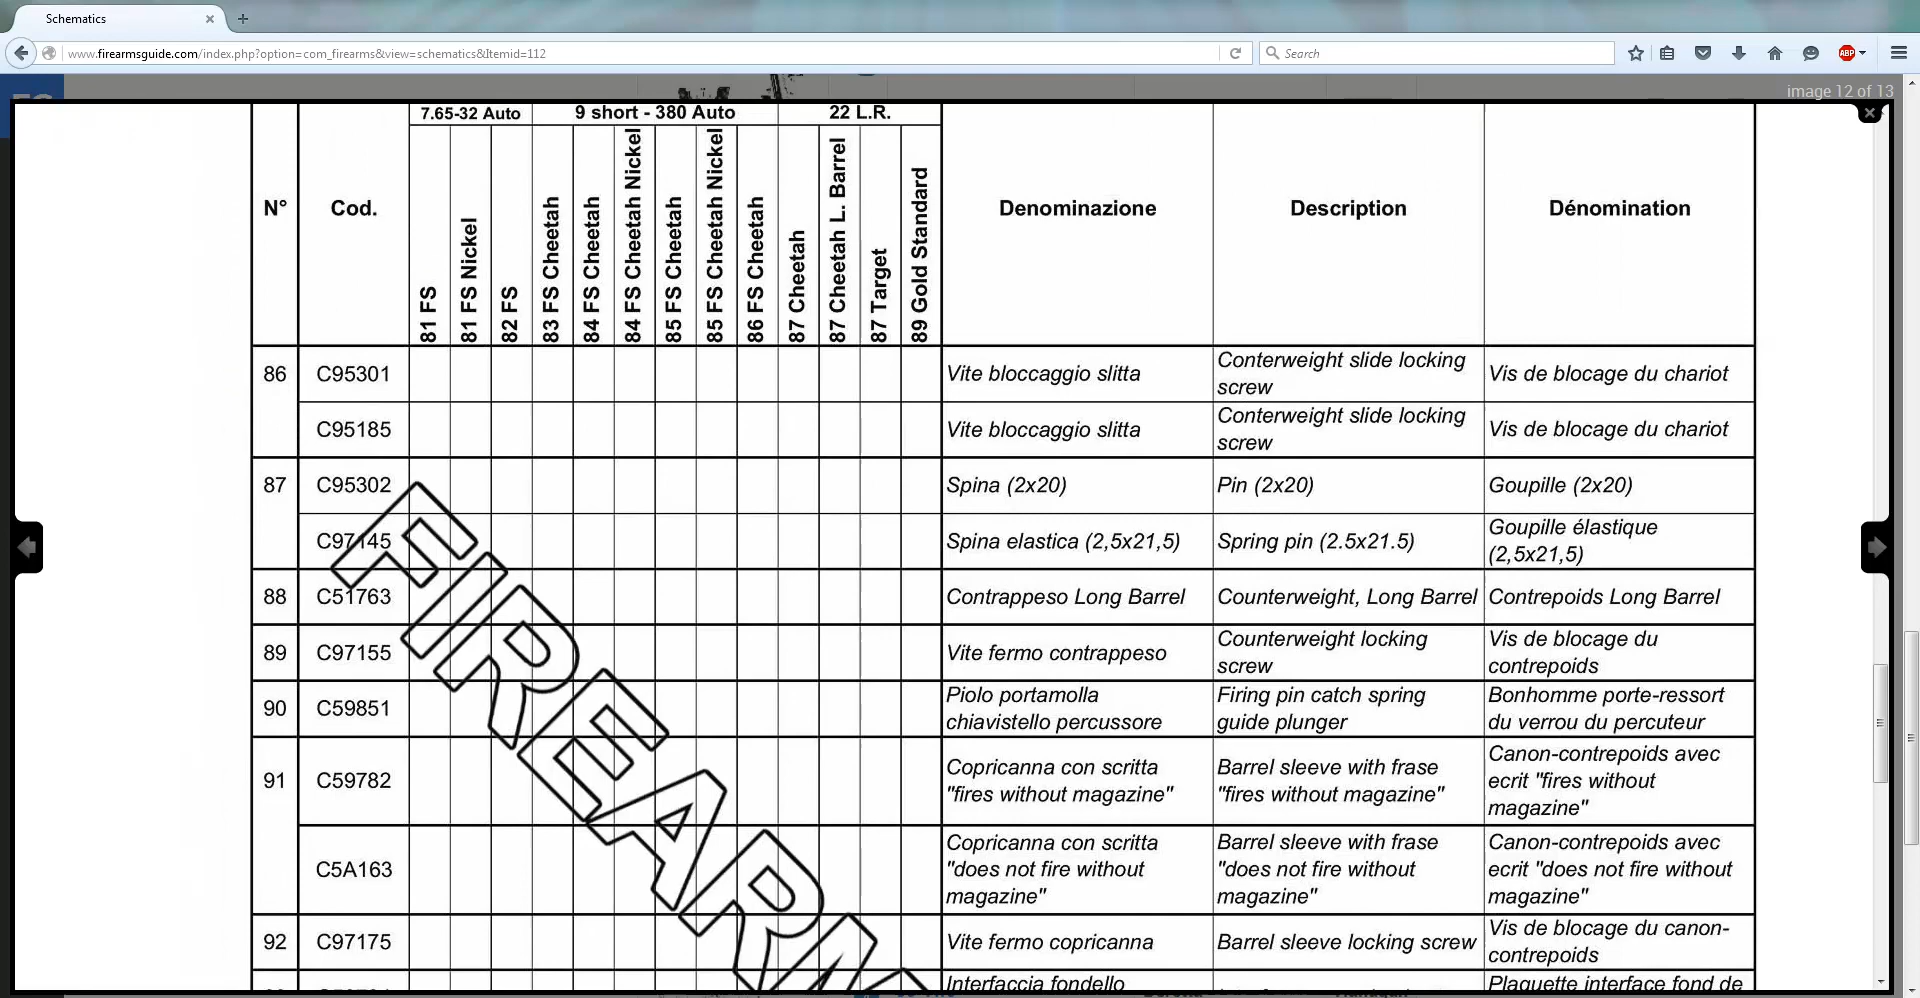 Schematics
www.firearmsguide.com/index.php?option=com_firearms&view=schematics&Itemid=112
Search
ABP
image 12 of 13
7.65-32 Auto 9 short - 380 Auto 22 L.R.
N° Cod. 81 FS 81 FS Nickel 82 FS 83 FS Cheetah 84 FS Cheetah 84 FS Cheetah Nickel 85 FS Cheetah 85 FS Cheetah Nickel 86 FS Cheetah 87 Cheetah 87 Cheetah L. Barrel 87 Target 89 Gold Standard Denominazione Description Dénomination
86 C95301 Vite bloccaggio slitta Conterweight slide locking Vis de blocage du chariot
screw
C95185 Vite bloccaggio slitta Conterweight slide locking Vis de blocage du chariot
screw
87 C95302 Spina (2x20) Pin (2x20) Goupille (2x20)
C97145 Spina elastica (2,5x21,5) Spring pin (2.5x21.5) Goupille élastique
(2,5x21,5)
88 C51763 Contrappeso Long Barrel Counterweight, Long Barrel Contrepoids Long Barrel
89 C97155 Vite fermo contrappeso Counterweight locking Vis de blocage du
screw contrepoids
90 C59851 Piolo portamolla Firing pin catch spring Bonhomme porte-ressort
chiavistello percussore guide plunger du verrou du percuteur
91 C59782 Copricanna con scritta Barrel sleeve with frase Canon-contrepoids avec
"fires without magazine" "fires without magazine" ecrit "fires without
magazine"
C5A163 Copricanna con scritta Barrel sleeve with frase Canon-contrepoids avec
"does not fire without "does not fire without ecrit "does not fire without
magazine" magazine" magazine"
92 C97175 Vite fermo copricanna Barrel sleeve locking screw Vis de blocage du canon-
contrepoids
Interfaccia fondello Plaquette interface fond de
FIREARM